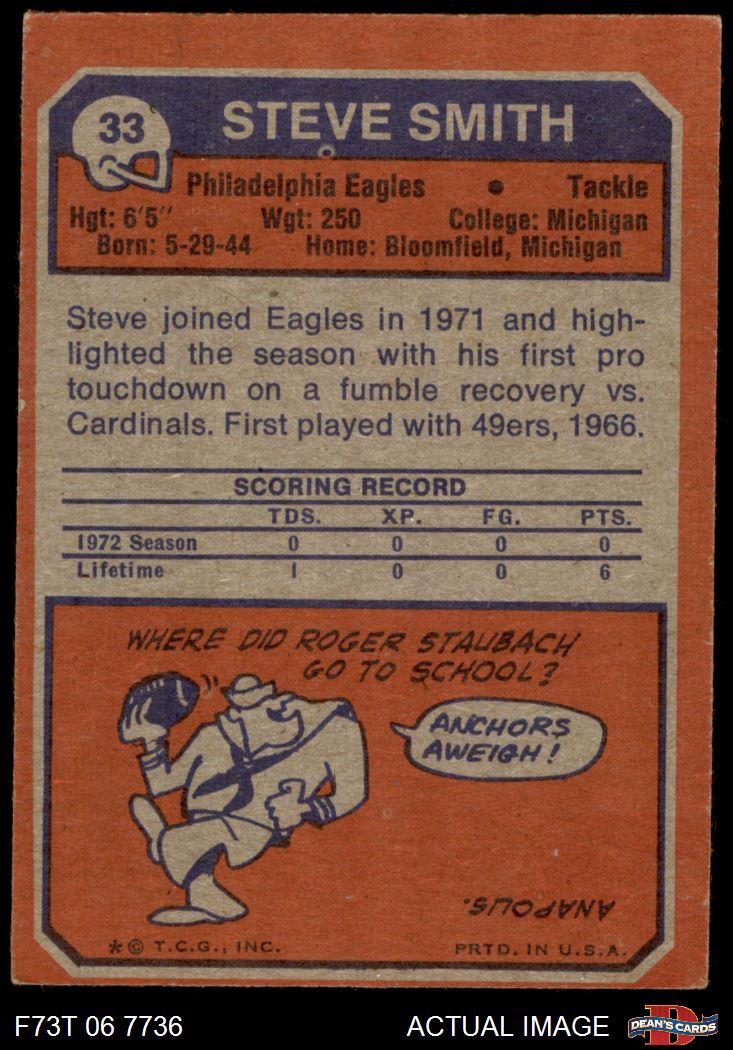 33
STEVE SMITH
Philadelphia Eagles • Tackle
Hgt: 6'5" Wgt: 250 College: Michigan
Born: 5-29-44 Home: Bloomfield, Michigan
Steve joined Eagles in 1971 and high-
lighted the season with his first pro
touchdown on a fumble recovery vs.
Cardinals. First played with 49ers, 1966.
SCORING RECORD
TDS. XP. FG. PTS.
1972 Season 0 0 0 0
Lifetime 1 0 0 6
WHERE DID ROGER STAUBACH
GO TO SCHOOL?
ANCHORS
AWEIGH!
ANAPOLIS.
* © T.C.G., INC. PRTD. IN U.S.A.
F73T 06 7736 ACTUAL IMAGE
D
DEAN'S CARDS